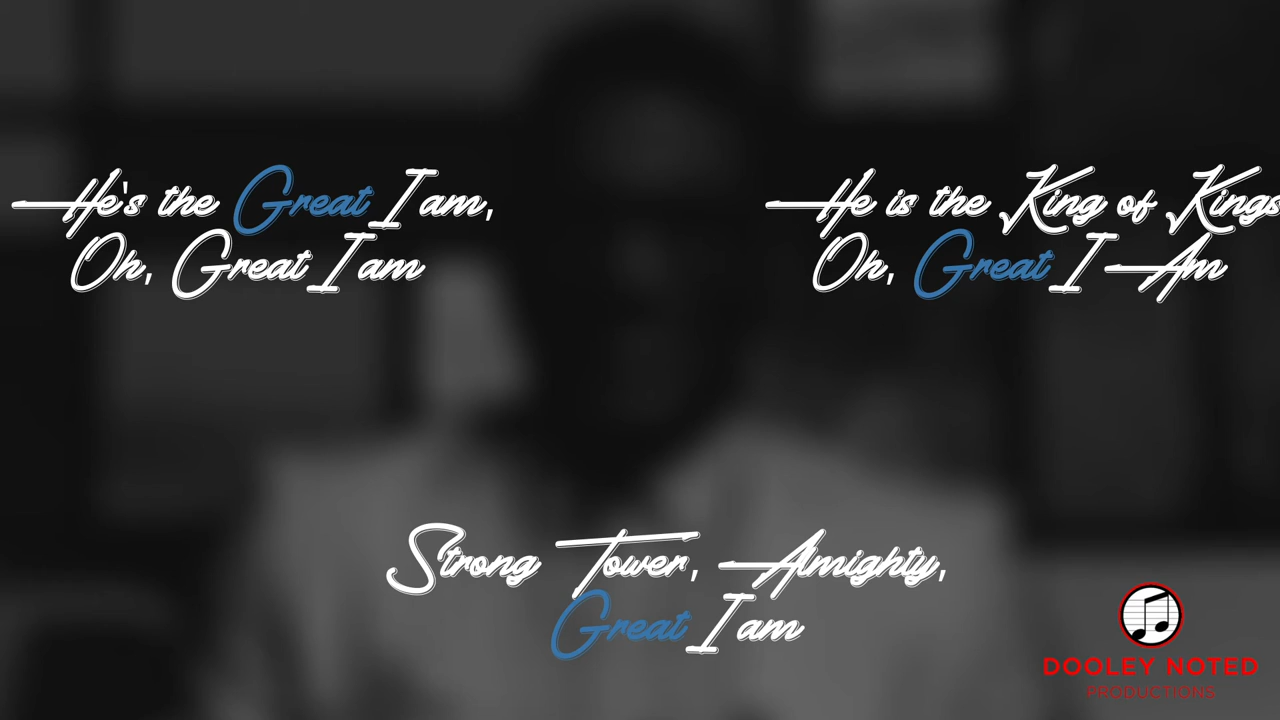 He's the Great I am,
Oh, Great I am
He is the King of Kings
Oh, Great I Am
Strong Tower, Almighty,
Great I am
DOOLEY NOTED
PRODUCTIONS